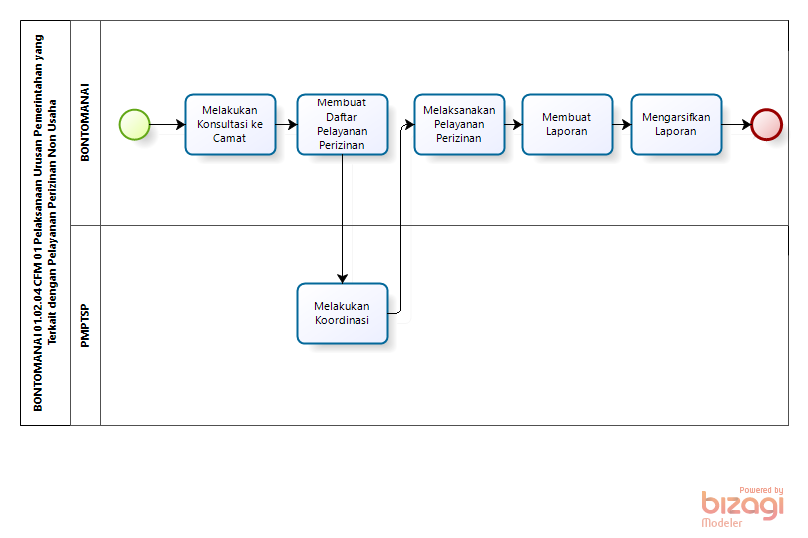 BONTOMANAI 01.02.04 CFM 01 Pelaksanaan Urusan Pemerintahan yang
Terkait dengan Pelayanan Perizinan Non Usaha
BONTOMANAI
Melakukan
Konsultasi ke
Camat
Membuat
Daftar
Pelayanan
Perizinan
Melaksanakan
Pelayanan
Perizinan
Membuat
Laporan
Mengarsifkan
Laporan
PMPTSP
Melakukan
Koordinasi
Powered by
bizagi
Modeler